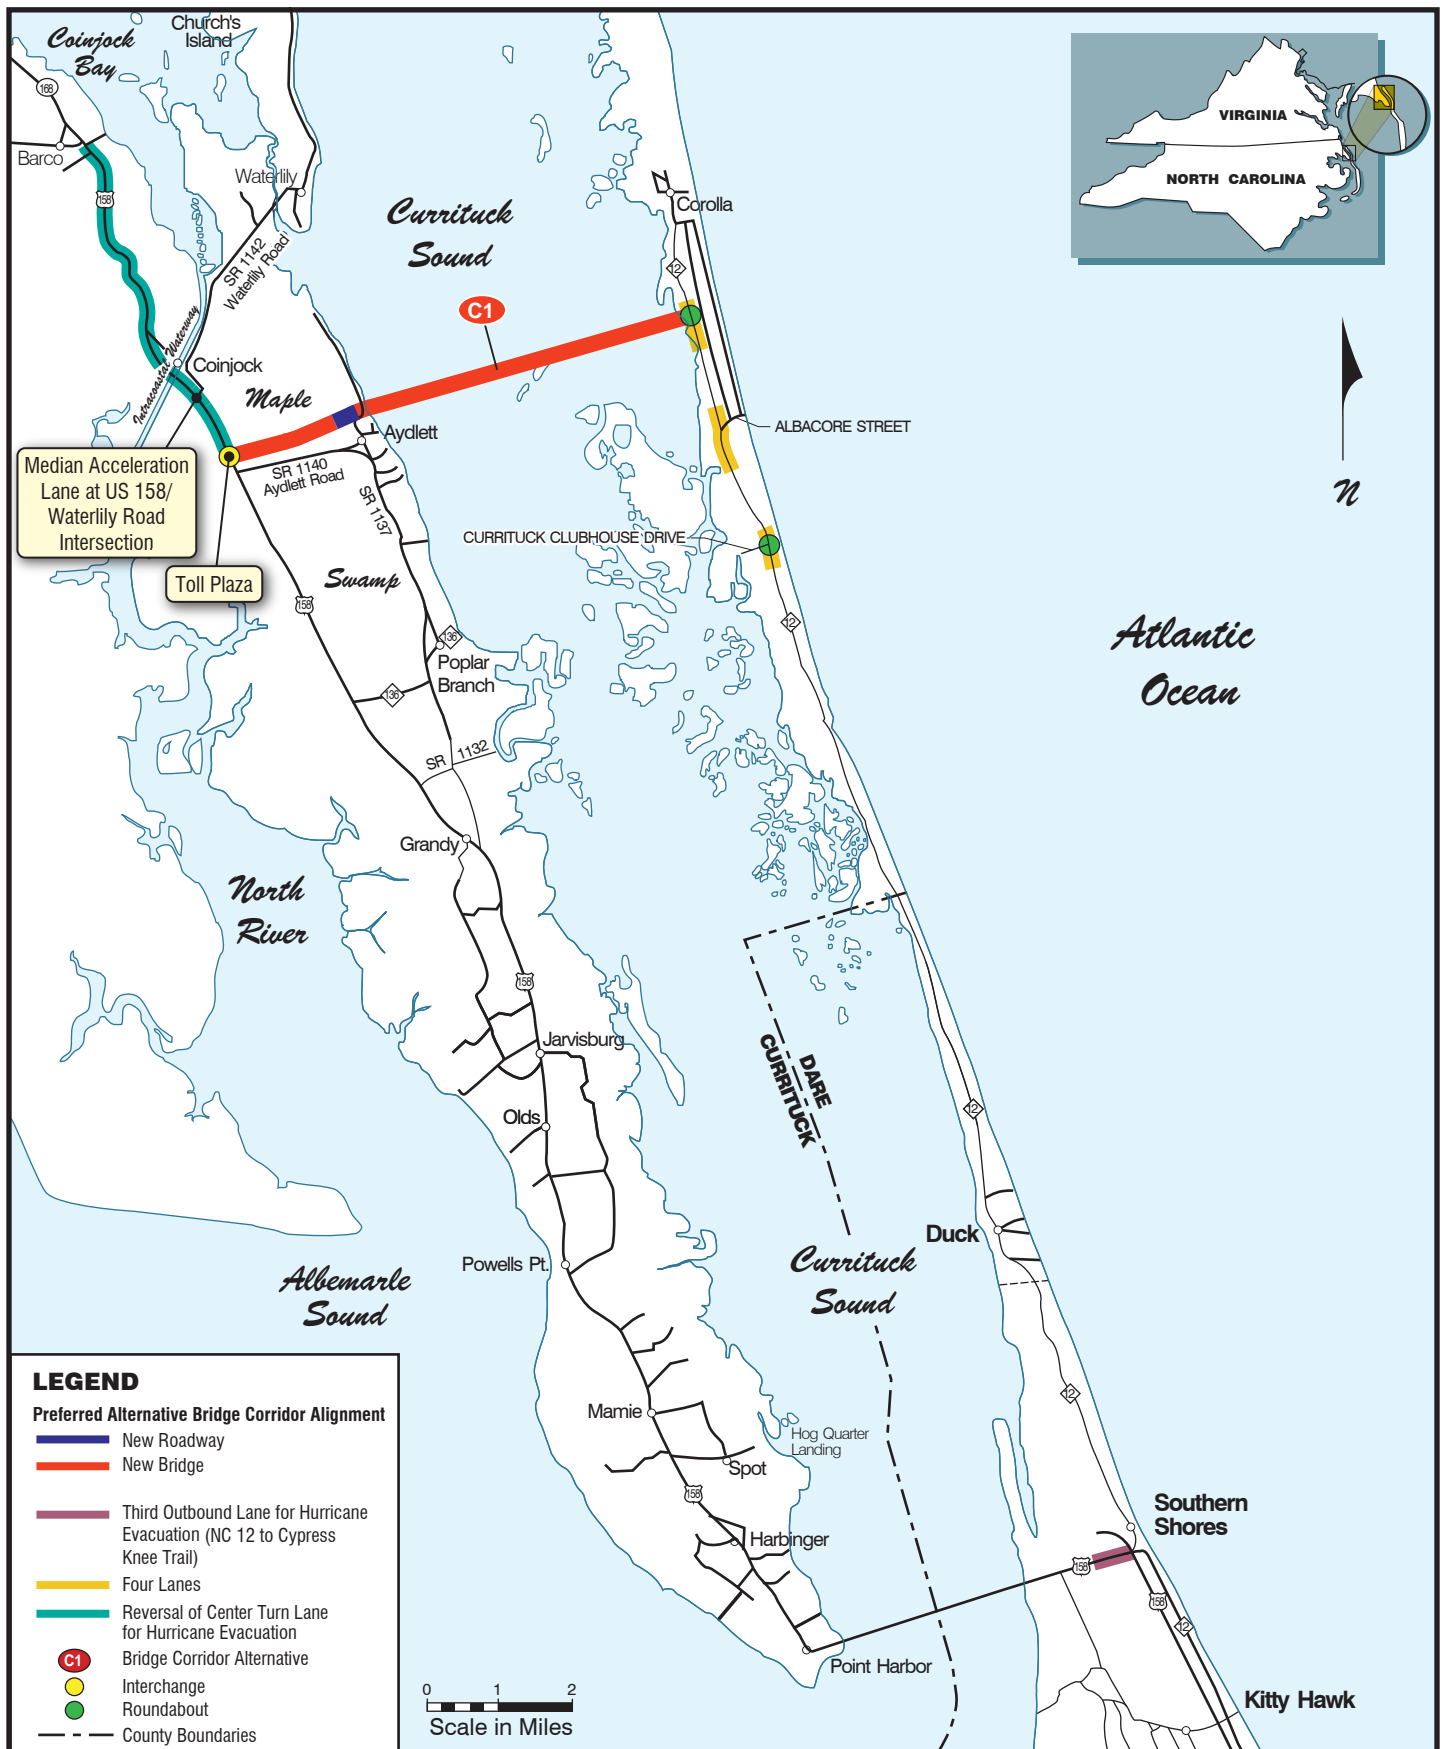 Coinjock
Bay
Church's
Island
168
Barco
158
Waterlily
SR 1142
Waterlily Road
Currituck
Sound
Corolla
12
C1
Intracoastal Waterway
Coinjock
Maple
Aydlett
SR 1140
Aydlett Road
SR 1137
ALBACORE STREET
Median Acceleration
Lane at US 158/
Waterlily Road
Intersection
Toll Plaza
CURRITUCK CLUBHOUSE DRIVE
Swamp
158
12
136
Poplar
Branch
136
SR 1132
Atlantic
Ocean
VIRGINIA
NORTH CAROLINA
N
Grandy
North
River
158
Jarvisburg
DARE
CURRITUCK
12
Olds
Duck
Powells Pt.
Albemarle
Sound
Currituck
Sound
12
Mamie
Hog Quarter
Landing
Spot
158
Harbinger
Southern
Shores
158
158
12
Point Harbor
Kitty Hawk
LEGEND
Preferred Alternative Bridge Corridor Alignment
New Roadway
New Bridge
Third Outbound Lane for Hurricane
Evacuation (NC 12 to Cypress
Knee Trail)
Four Lanes
Reversal of Center Turn Lane
for Hurricane Evacuation
C1
Bridge Corridor Alternative
Interchange
Roundabout
County Boundaries
0 1 2
Scale in Miles